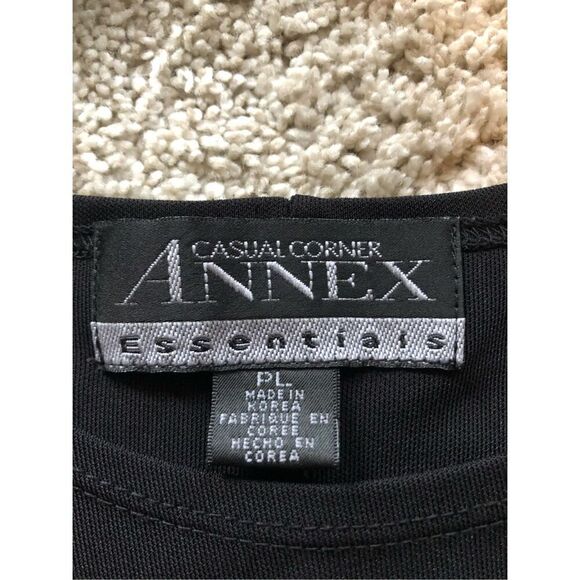 CASUAL CORNER
ANNEX
Essentials
PL
MADE IN
KOREA
FABRIQUE EN
COREE
HECHO EN
COREA